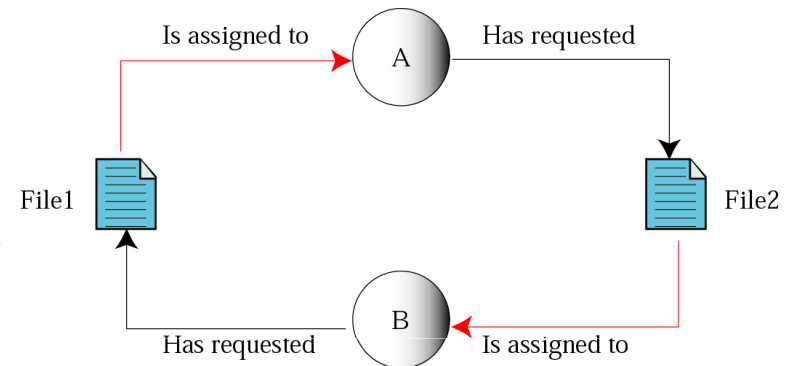 Is assigned to
Has requested
A
File1
File2
B
Has requested
Is assigned to